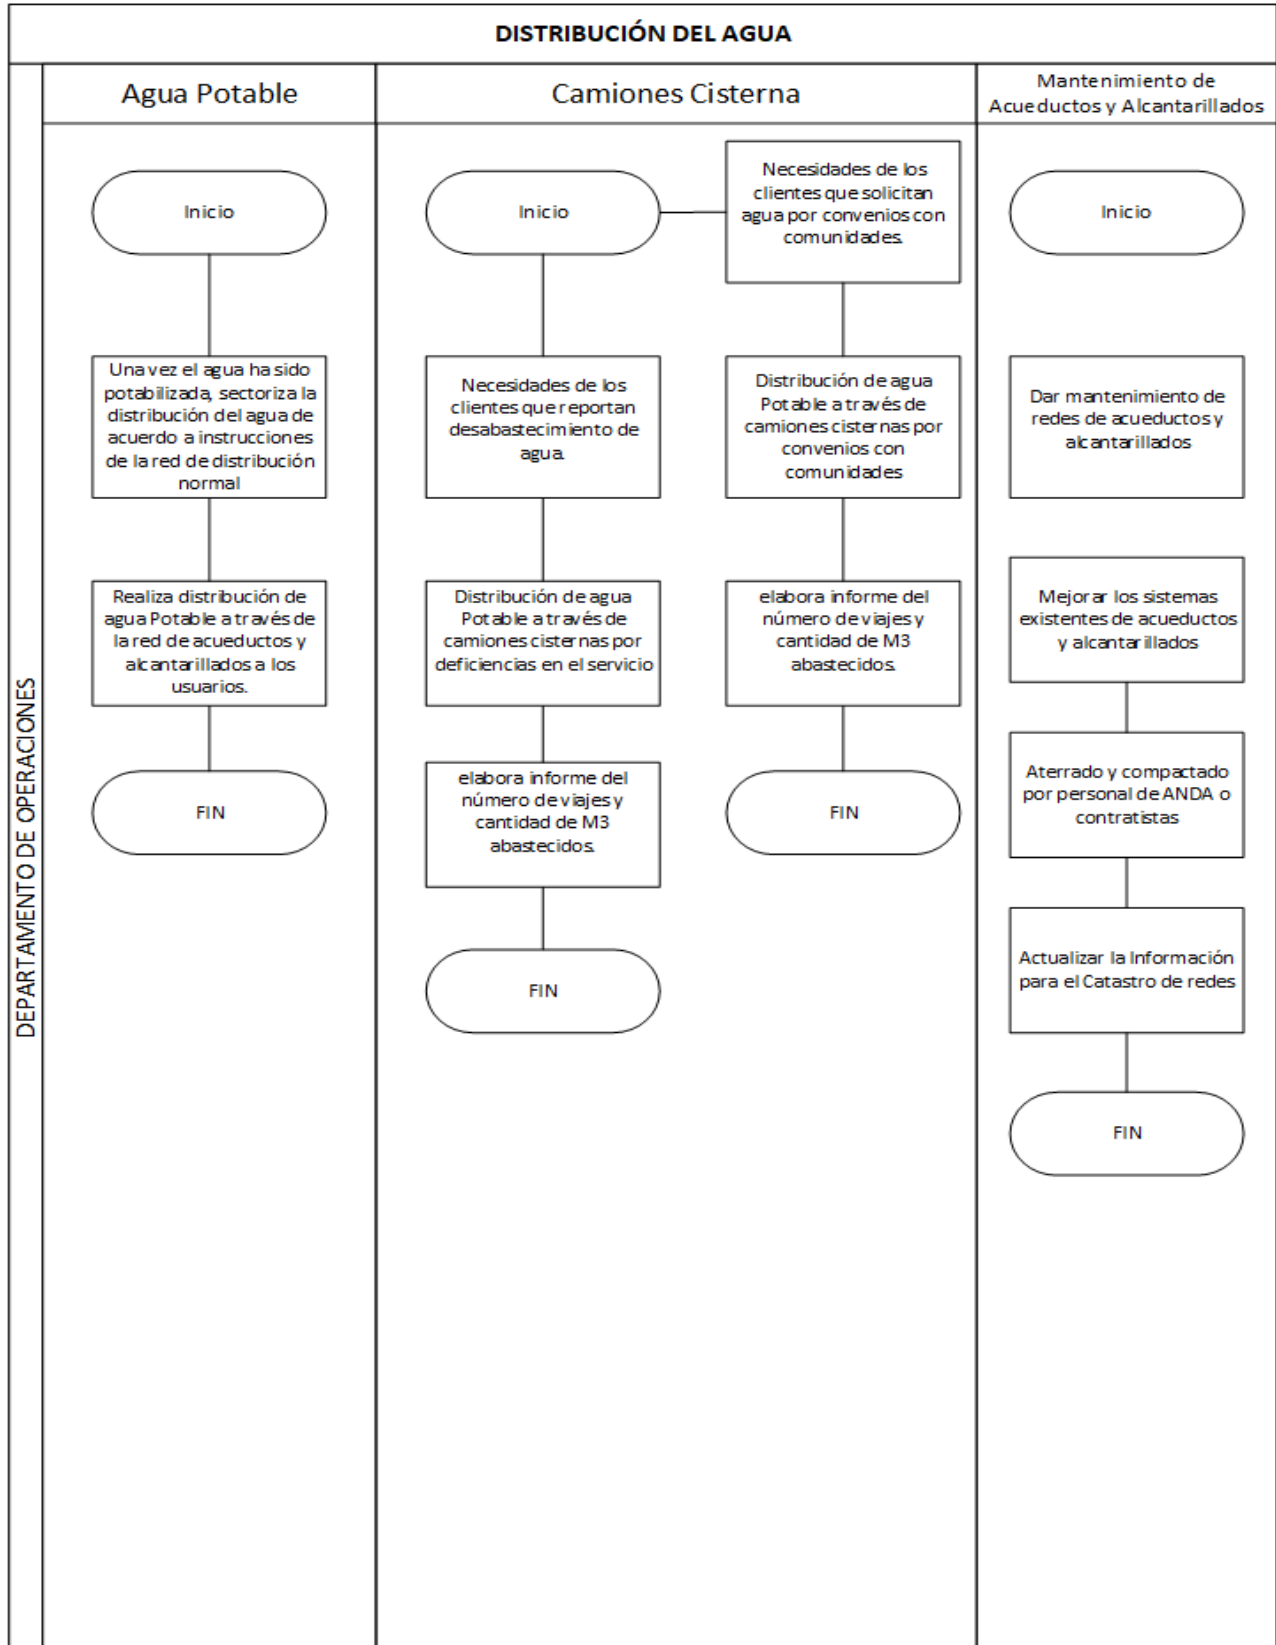 DISTRIBUCIÓN DEL AGUA
DEPARTAMENTO DE OPERACIONES
Agua Potable
Inicio
Una vez el agua ha sido
potabilizada, sectoriza la
distribución del agua de
acuerdo a instrucciones
de la red de distribución
normal
Realiza distribución de
agua Potable a través de
la red de acueductos y
alcantarillados a los
usuarios.
FIN
Camiones Cisterna
Inicio
Necesidades de los
clientes que reportan
desabastecimiento de
agua.
Distribución de agua
Potable a través de
camiones cisternas por
deficiencias en el servicio
elabora informe del
número de viajes y
cantidad de M3
abastecidos.
FIN
Necesidades de los
clientes que solicitan
agua por convenios con
comunidades.
Distribución de agua
Potable a través de
camiones cisternas por
convenios con
comunidades
elabora informe del
número de viajes y
cantidad de M3
abastecidos.
FIN
Mantenimiento de
Acueductos y Alcantarillados
Inicio
Dar mantenimiento de
redes de acueductos y
alcantarillados
Mejorar los sistemas
existentes de acueductos
y alcantarillados
Aterrado y compactado
por personal de ANDA o
contratistas
Actualizar la Información
para el Catastro de redes
FIN